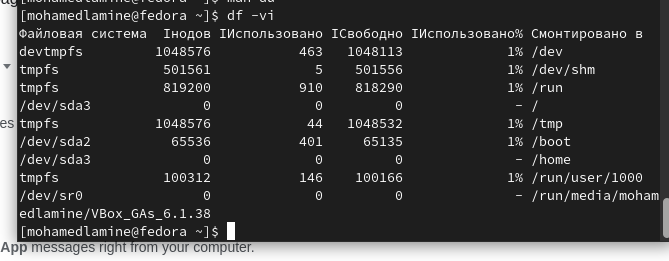 [mohamedlamine@fedora ~]$ df -vi
Файловая система   Iнодов IИспользовано IСвободно IИспользовано% Смонтировано в
devtmpfs          1048576           463   1048113             1% /dev
tmpfs              501561             5    501556             1% /dev/shm
tmpfs              819200           910    818290             1% /run
/dev/sda3               0             0         0              - /
tmpfs             1048576            44   1048532             1% /tmp
/dev/sda2           65536           401     65135             1% /boot
/dev/sda3               0             0         0              - /home
tmpfs              100312           146    100166             1% /run/user/1000
/dev/sr0                0             0         0              - /run/media/moham
edlamine/VBox_GAs_6.1.38
[mohamedlamine@fedora ~]$
App messages right from your computer.